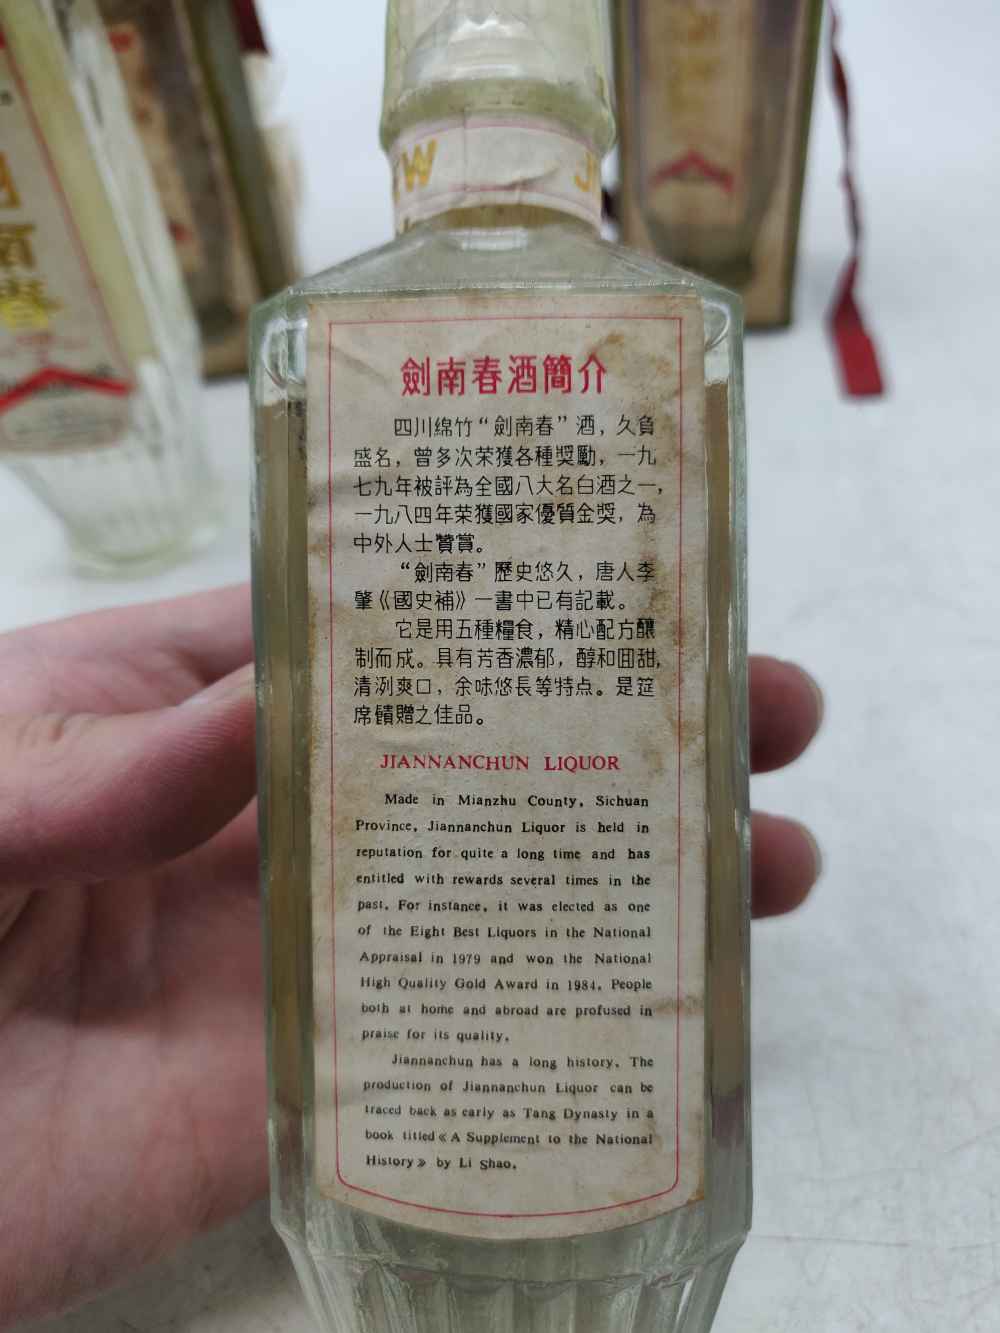 劍南春酒簡介
四川綿竹“劍南春”酒，久負
盛名，曾多次荣獲各種獎勵，一九
七九年被評為全國八大名白酒之一，
一九八四年荣獲國家優質金獎，為
中外人士贊賞。
“劍南春”歷史悠久，唐人李
肇《國史補》一書中已有記載。
它是用五種糧食，精心配方釀
制而成。具有芳香濃郁，醇和回甜，
清洌爽口，余味悠長等特点。是筵
席饋贈之佳品。
JIANNANCHUN LIQUOR
Made in Mianzhu County, Sichuan
Province, Jiannanchun Liquor is held in
reputation for quite a long time and has
entitled with rewards several times in the
past. For instance, it was elected as one
of the Eight Best Liquors in the National
Appraisal in 1979 and won the National
High Quality Gold Award in 1984. People
both at home and abroad are profused in
praise for its quality.
Jiannanchun has a long history. The
production of Jiannanchun Liquor can be
traced back as early as Tang Dynasty in a
book titled《A Supplement to the National
History》by Li Shao.